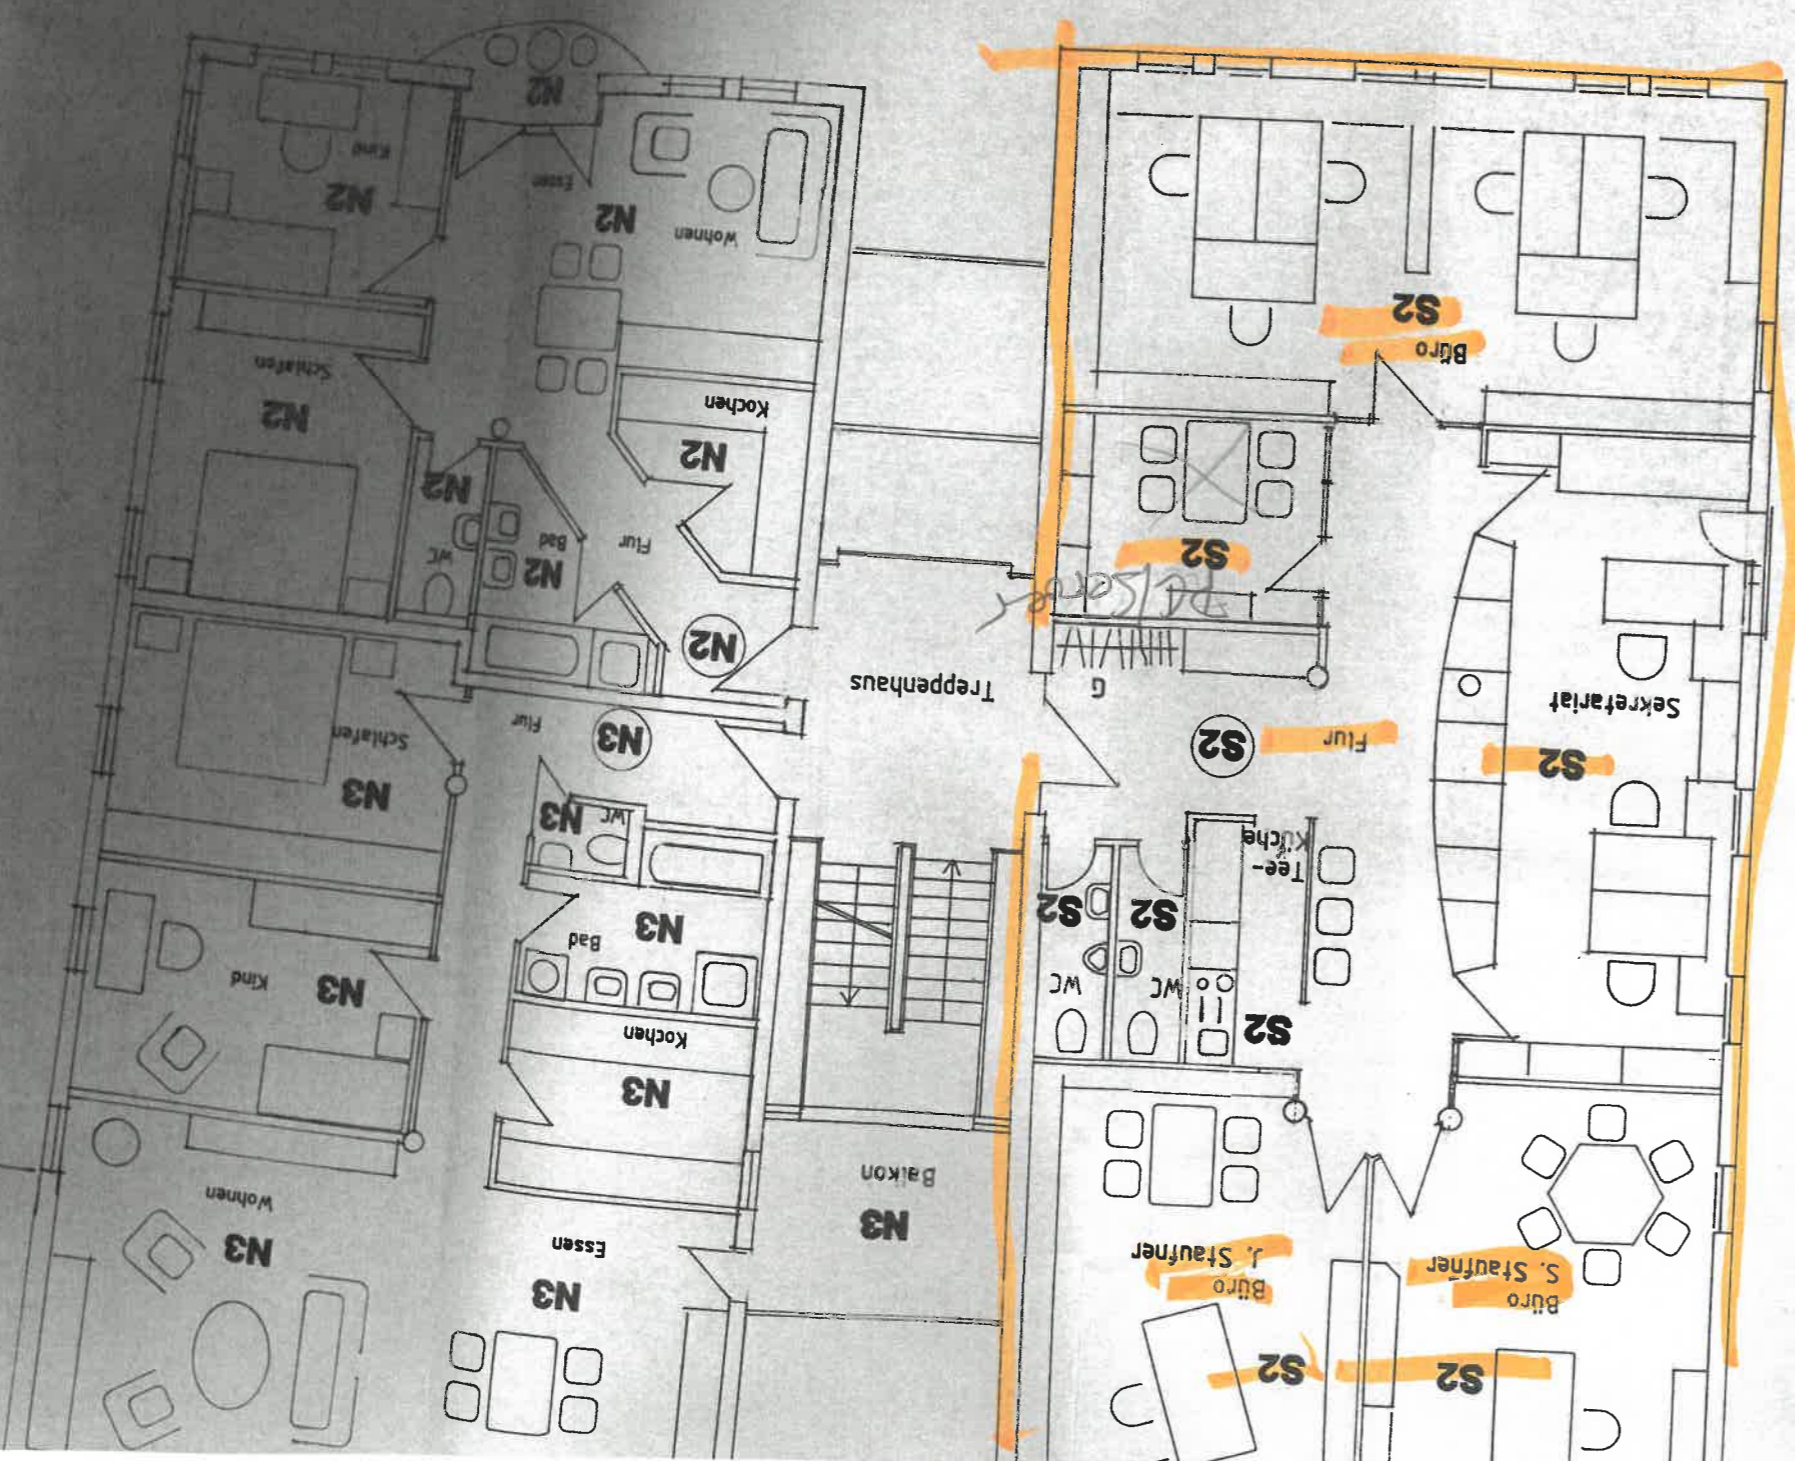 S2
Büro
S. Staufner
S2
Büro
J. Staufner
S2
Tee-
Küche
S2
WC
S2
WC
S2
S2
Sekretariat
Flur
S2
G
S2
Büro
S2
Treppenhaus
N3
Balkon
N3
Essen
N3
Wohnen
N3
Kochen
N3
Kind
Bad
N3
N3
WC
N3
Schlafen
N3
Flur
N2
N2
Bad
Flur
N2
WC
N2
Kochen
N2
Schlafen
Wohnen
N2
Essen
N2
Kind
N2